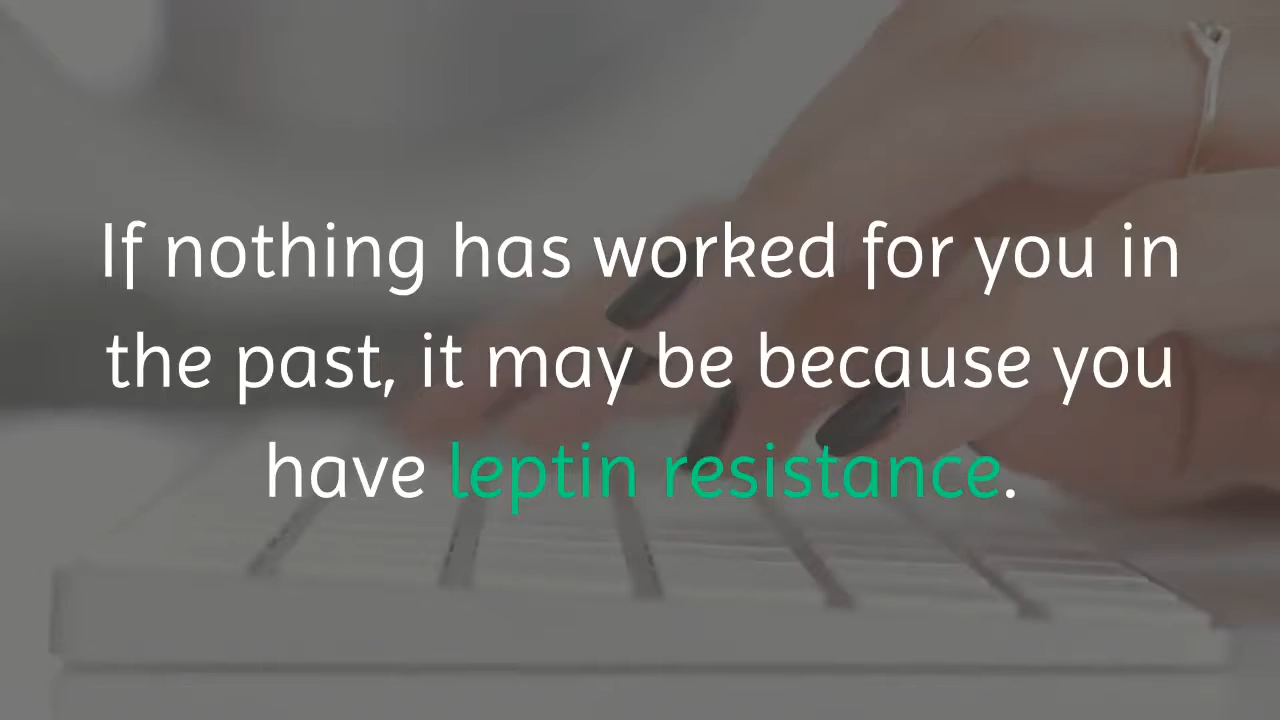 If nothing has worked for you in
the past, it may be because you
have leptin resistance.